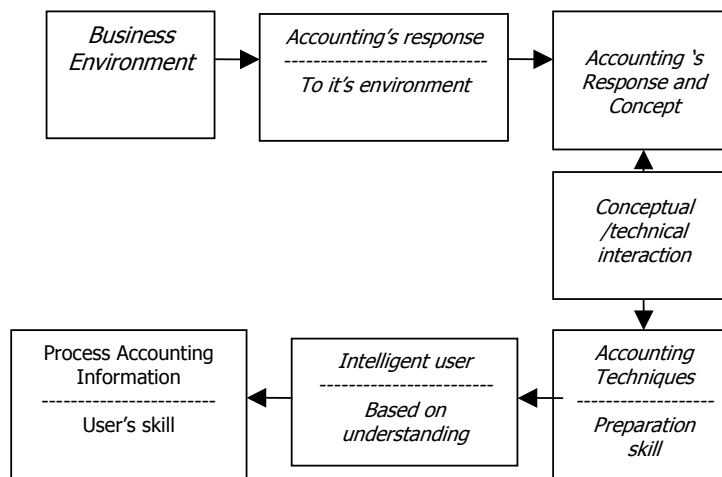 Business
Environment
Accounting's response
-----------------------------
To it's environment
Accounting ‘s
Response and
Concept
Conceptual
/technical
interaction
Accounting
Techniques
------------------------
Preparation
skill
Intelligent user
-------------------------
Based on
understanding
Process Accounting
Information
---------------------------
User's skill